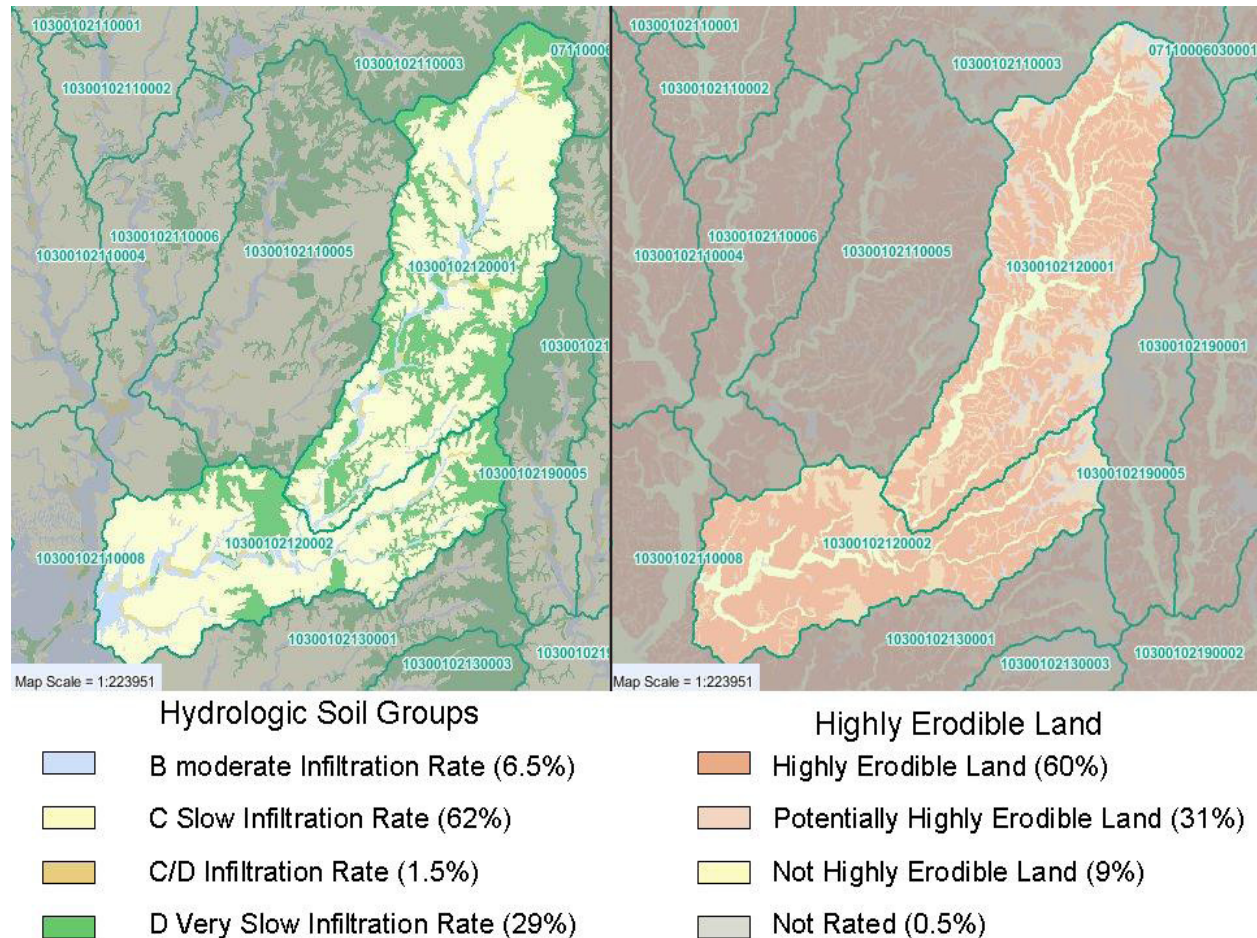 10300102110001
07110006
10300102110003
10300102110002
10300102110006
10300102110004
10300102110005
10300102120001
10300102190005
10300102120002
10300102110008
10300102130001
10300102130003
Map Scale = 1:223951
10300102110001
07110006030001
10300102110003
10300102110002
10300102110006
10300102110004
10300102110005
10300102120001
10300102190001
10300102190005
10300102120002
10300102110008
10300102130001
10300102190002
10300102130003
Map Scale = 1:223951
Hydrologic Soil Groups
B moderate Infiltration Rate (6.5%)
C Slow Infiltration Rate (62%)
C/D Infiltration Rate (1.5%)
D Very Slow Infiltration Rate (29%)
Highly Erodible Land
Highly Erodible Land (60%)
Potentially Highly Erodible Land (31%)
Not Highly Erodible Land (9%)
Not Rated (0.5%)